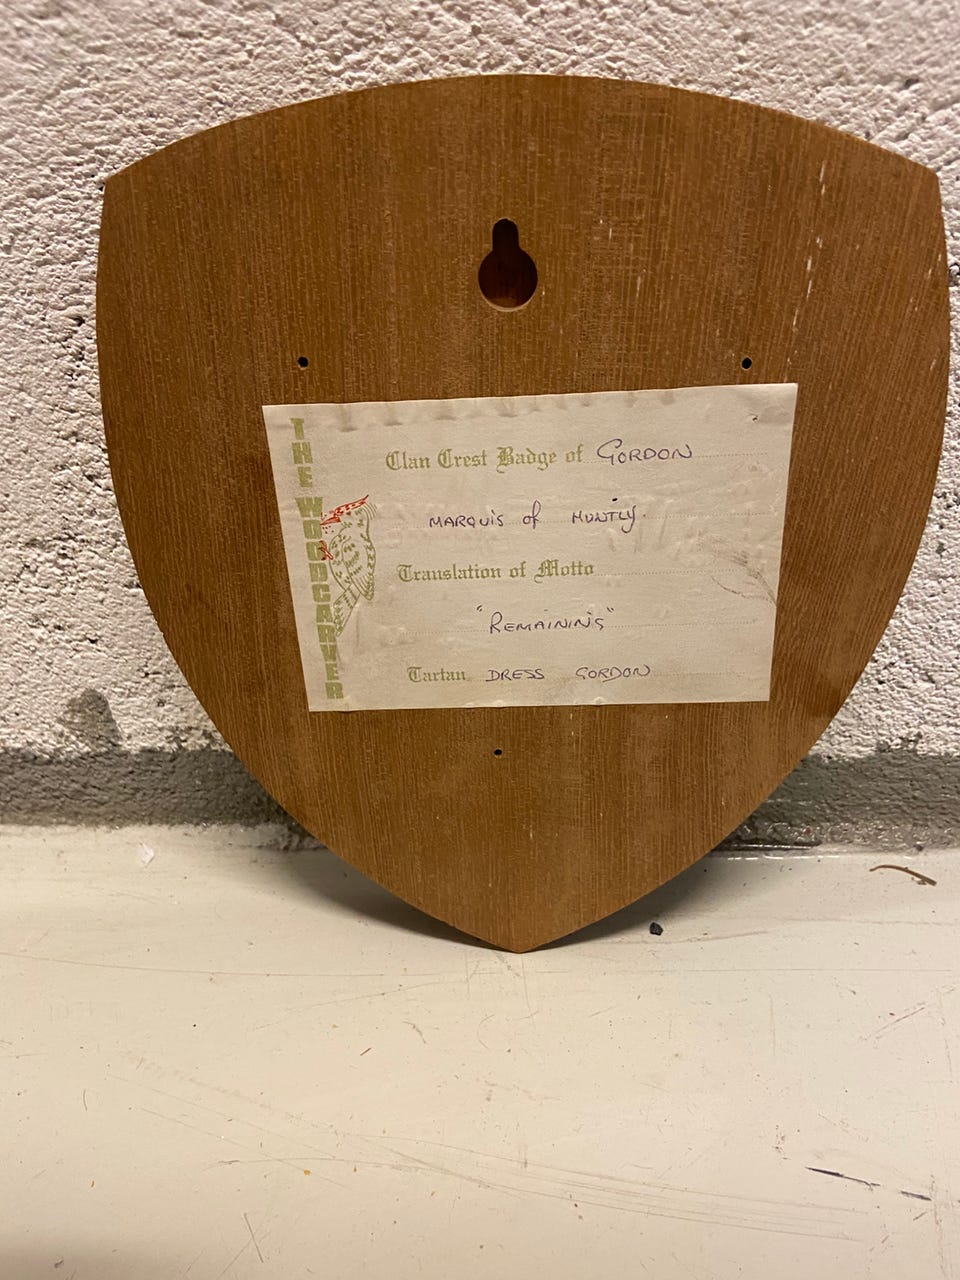 THE WOODCARVER
Clan Crest Badge of GORDON
MARQUIS of HUNTLY.
Translation of Motto
"REMAINING"
Tartan DRESS GORDON